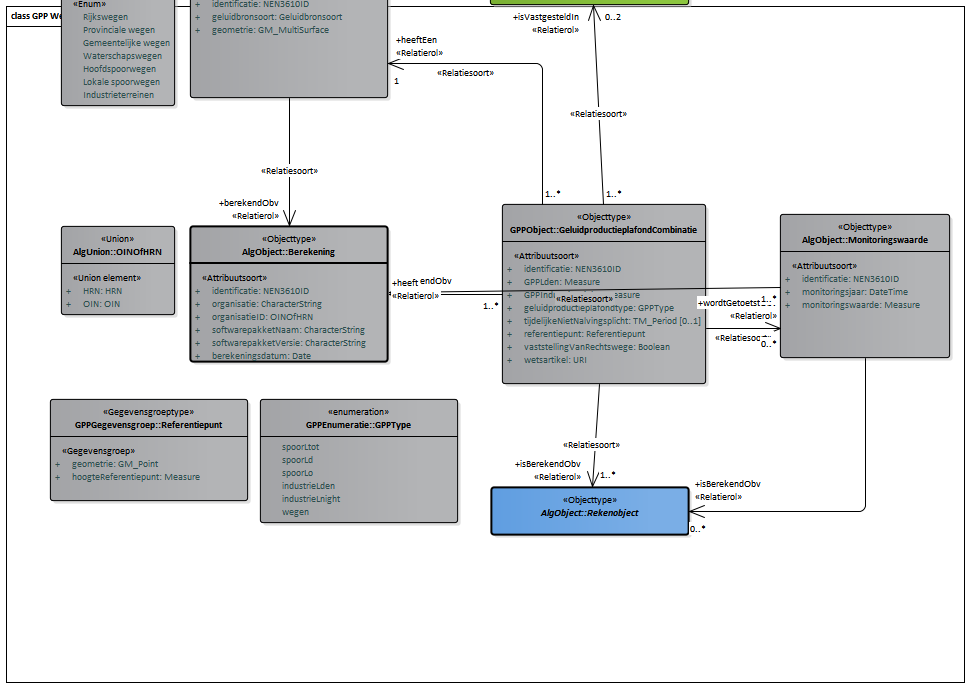 class GPP We
«Enum»
Rijkswegen
Provinciale wegen
Gemeentelijke wegen
Waterschapswegen
Hoofdspoorwegen
Lokale spoorwegen
Industrieterreinen
+ identificatie: NEN3610ID
+ geluidbronsoort: Geluidbronsoort
+ geometrie: GM_MultiSurface
+isVastgesteldIn
«Relatierol»
0..2
+heeftEen
«Relatierol»
1
«Relatiesoort»
«Relatiesoort»
1..*
1..*
«Relatiesoort»
+berekendObv
«Relatierol»
«Union»
AlgUnion::OINOfHRN
«Union element»
+ HRN: HRN
+ OIN: OIN
«Objecttype»
AlgObject::Berekening
«Attribuutsoort»
+ identificatie: NEN3610ID
+ organisatie: CharacterString
+ organisatieID: OINOfHRN
+ softwarepakketNaam: CharacterString
+ softwarepakketVersie: CharacterString
+ berekeningsdatum: Date
+heeft endObv
«Relatierol»
1..*
«Objecttype»
GPPObject::GeluidproductieplafondCombinatie
«Attribuutsoort»
+ identificatie: NEN3610ID
+ GPPLden: Measure
+ GPPIndi easure
«Relatiesoort»
+ geluidproductieplafondtype: GPPType
+ tijdelijkeNietNalvingsplicht: TM_Period [0..1]
+ referentiepunt: Referentiepunt
+ vaststellingVanRechtswege: Boolean
+ wetsartikel: URI
+wordtGetoetst
1..*
«Relatierol»
«Relatiesoo
0..*
«Objecttype»
AlgObject::Monitoringswaarde
«Attribuutsoort»
+ identificatie: NEN3610ID
+ monitoringsjaar: DateTime
+ monitoringswaarde: Measure
«Gegevensgroeptype»
GPPGegevensgroep::Referentiepunt
«Gegevensgroep»
+ geometrie: GM_Point
+ hoogteReferentiepunt: Measure
«enumeration»
GPPEnumeratie::GPPType
spoorLtot
spoorLd
spoorLo
industrieLden
industrieLnight
wegen
«Relatiesoort»
+isBerekendObv
«Relatierol»
1..*
«Objecttype»
AlgObject::Rekenobject
+isBerekendObv
«Relatierol»
0..*